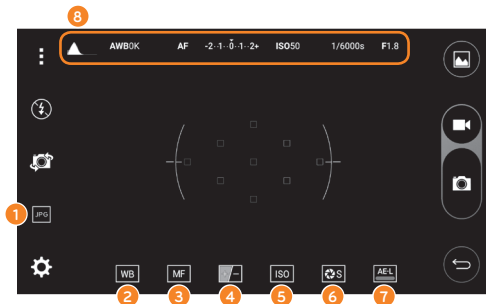 8
AWB0K AF -2··1··0··1··2+ ISO50 1/6000s F1.8
1 JPG
WB MF ISO S AE-L
2 3 4 5 6 7